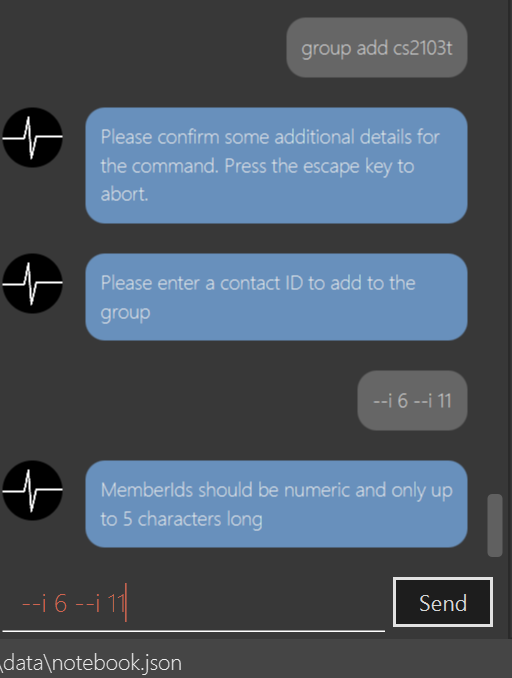 group add cs2103t
Please confirm some additional details for
the command. Press the escape key to
abort.
Please enter a contact ID to add to the
group
--i 6 --i 11
MemberIds should be numeric and only up
to 5 characters long
--i 6 --i 11
Send
\data\notebook.json